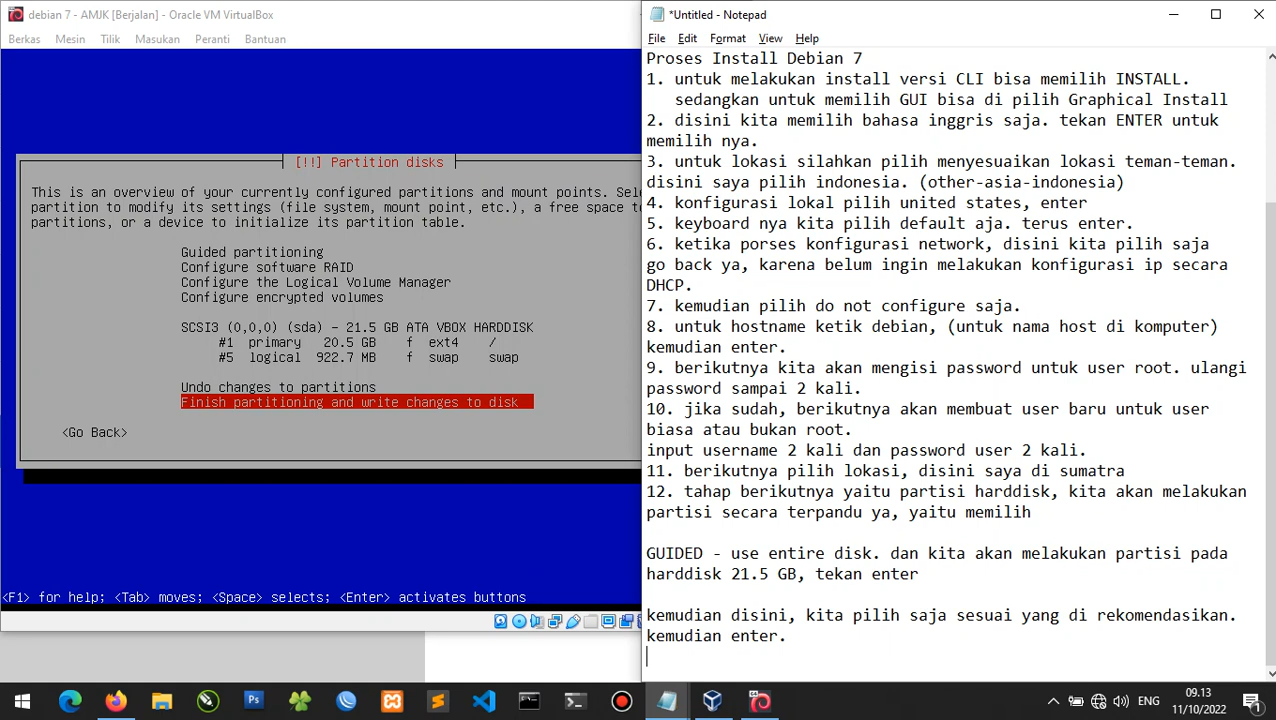 debian 7 - AMJK [Berjalan] - Oracle VM VirtualBox
Berkas Mesin Tilik Masukan Peranti Bantuan
[!!] Partition disks
This is an overview of your currently configured partitions and mount points. Sel
partition to modify its settings (file system, mount point, etc.), a free space t
partitions, or a device to initialize its partition table.
Guided partitioning
Configure software RAID
Configure the Logical Volume Manager
Configure encrypted volumes
SCSI3 (0,0,0) (sda) - 21.5 GB ATA VBOX HARDDISK
#1 primary 20.5 GB f ext4 /
#5 logical 922.7 MB f swap swap
Undo changes to partitions
Finish partitioning and write changes to disk
<Go Back>
<F1> for help; <Tab> moves; <Space> selects; <Enter> activates buttons
*Untitled - Notepad
File Edit Format View Help
Proses Install Debian 7
1. untuk melakukan install versi CLI bisa memilih INSTALL.
sedangkan untuk memilih GUI bisa di pilih Graphical Install
2. disini kita memilih bahasa inggris saja. tekan ENTER untuk
memilih nya.
3. untuk lokasi silahkan pilih menyesuaikan lokasi teman-teman.
disini saya pilih indonesia. (other-asia-indonesia)
4. konfigurasi lokal pilih united states, enter
5. keyboard nya kita pilih default aja. terus enter.
6. ketika porses konfigurasi network, disini kita pilih saja
go back ya, karena belum ingin melakukan konfigurasi ip secara
DHCP.
7. kemudian pilih do not configure saja.
8. untuk hostname ketik debian, (untuk nama host di komputer)
kemudian enter.
9. berikutnya kita akan mengisi password untuk user root. ulangi
password sampai 2 kali.
10. jika sudah, berikutnya akan membuat user baru untuk user
biasa atau bukan root.
input username 2 kali dan password user 2 kali.
11. berikutnya pilih lokasi, disini saya di sumatra
12. tahap berikutnya yaitu partisi harddisk, kita akan melakukan
partisi secara terpandu ya, yaitu memilih
GUIDED - use entire disk. dan kita akan melakukan partisi pada
harddisk 21.5 GB, tekan enter
kemudian disini, kita pilih saja sesuai yang di rekomendasikan.
kemudian enter.
ENG
09.13
11/10/2022